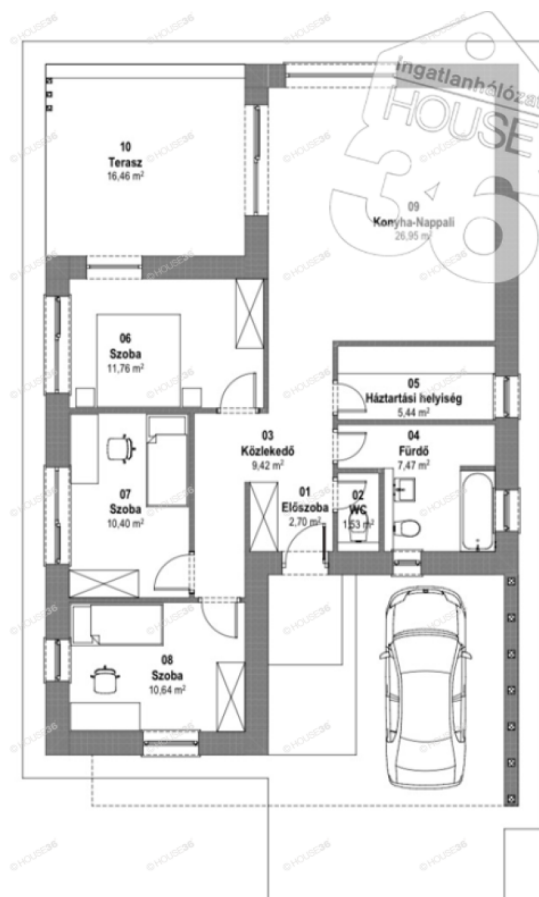 ingatlanhálózat
HOUSE
36
10
Terasz
16,46 m²
09
Konyha-Nappali
26,95 m²
06
Szoba
11,76 m²
05
Háztartási helyiség
5,44 m²
03
Közlekedő
9,42 m²
04
Fürdő
7,47 m²
07
Szoba
10,40 m²
01
Előszoba
2,70 m²
02
WC
1,53 m²
08
Szoba
10,64 m²
©HOUSE36